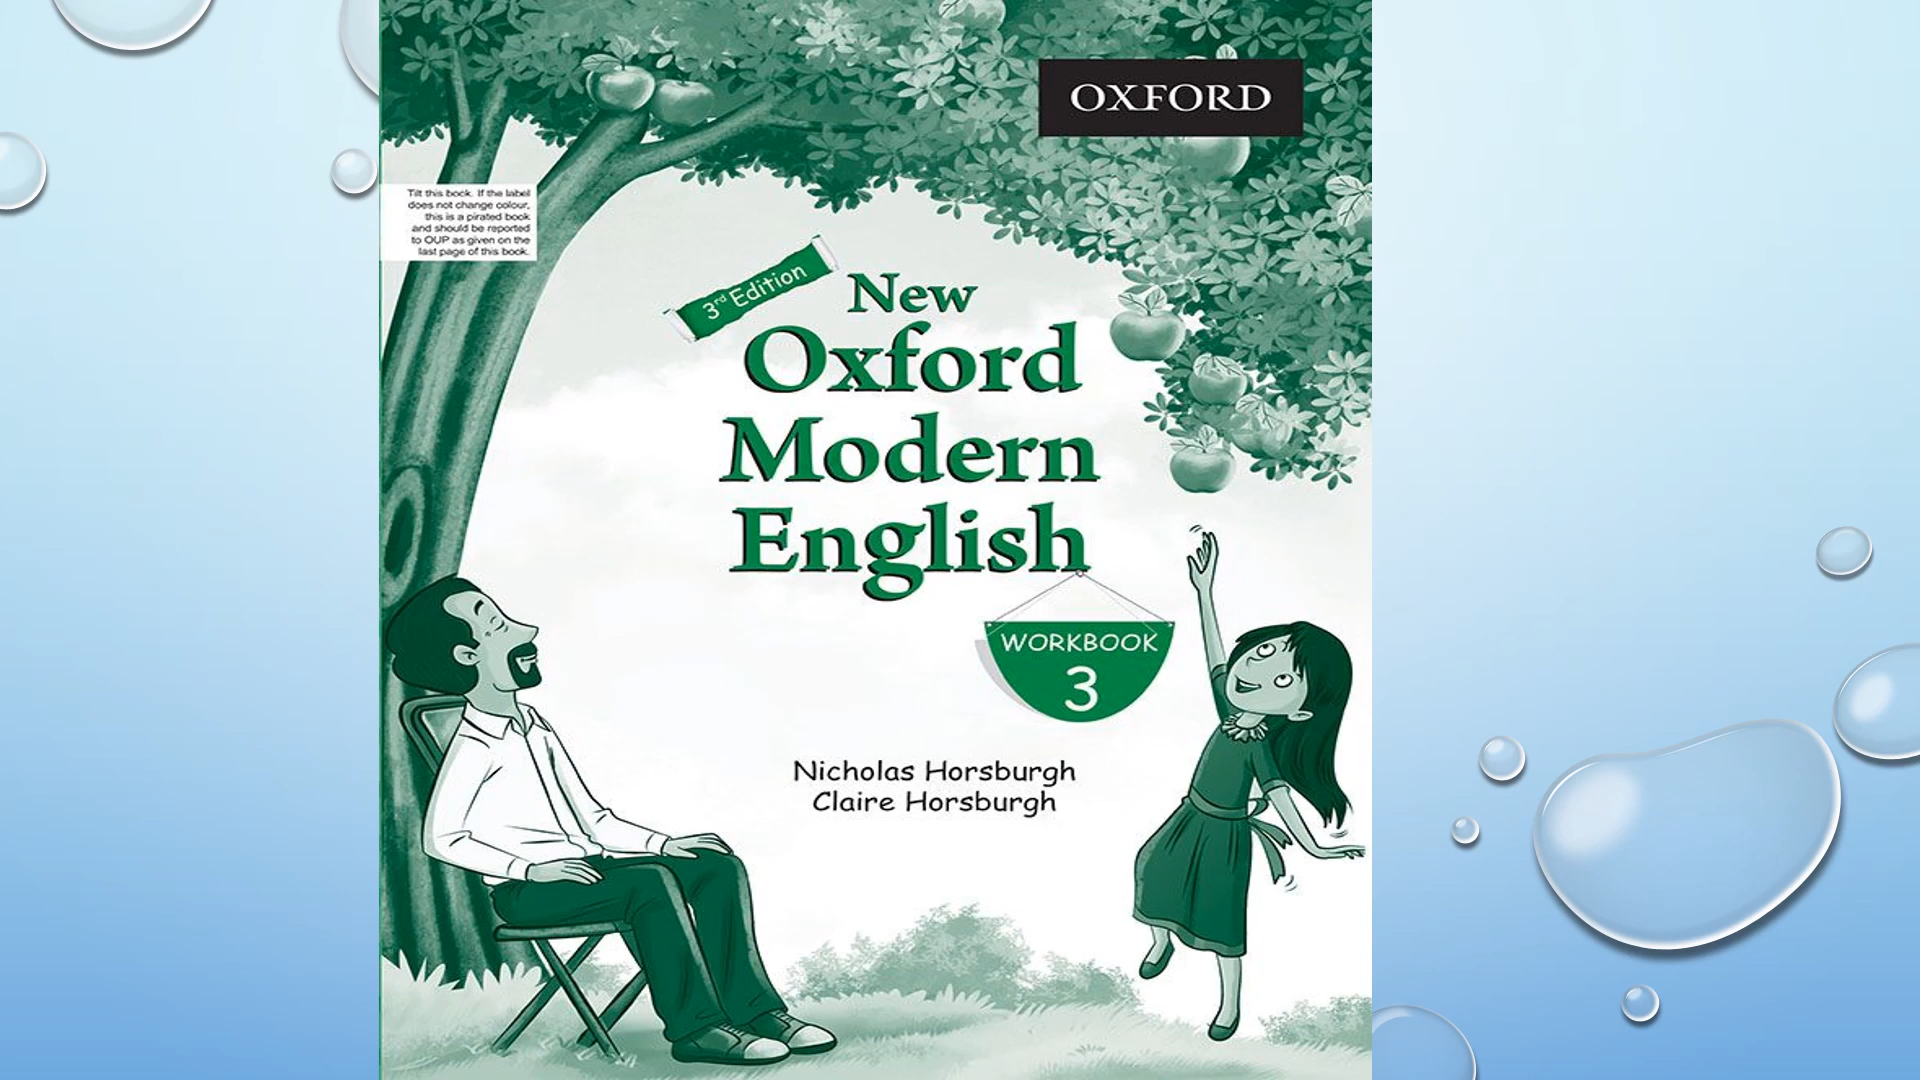 OXFORD
Tilt this book. If the label
does not change colour,
this is a pirated book
and should be reported
to OUP as given on the
last page of this book.
3rd Edition
New
Oxford
Modern
English
WORKBOOK
3
Nicholas Horsburgh
Claire Horsburgh